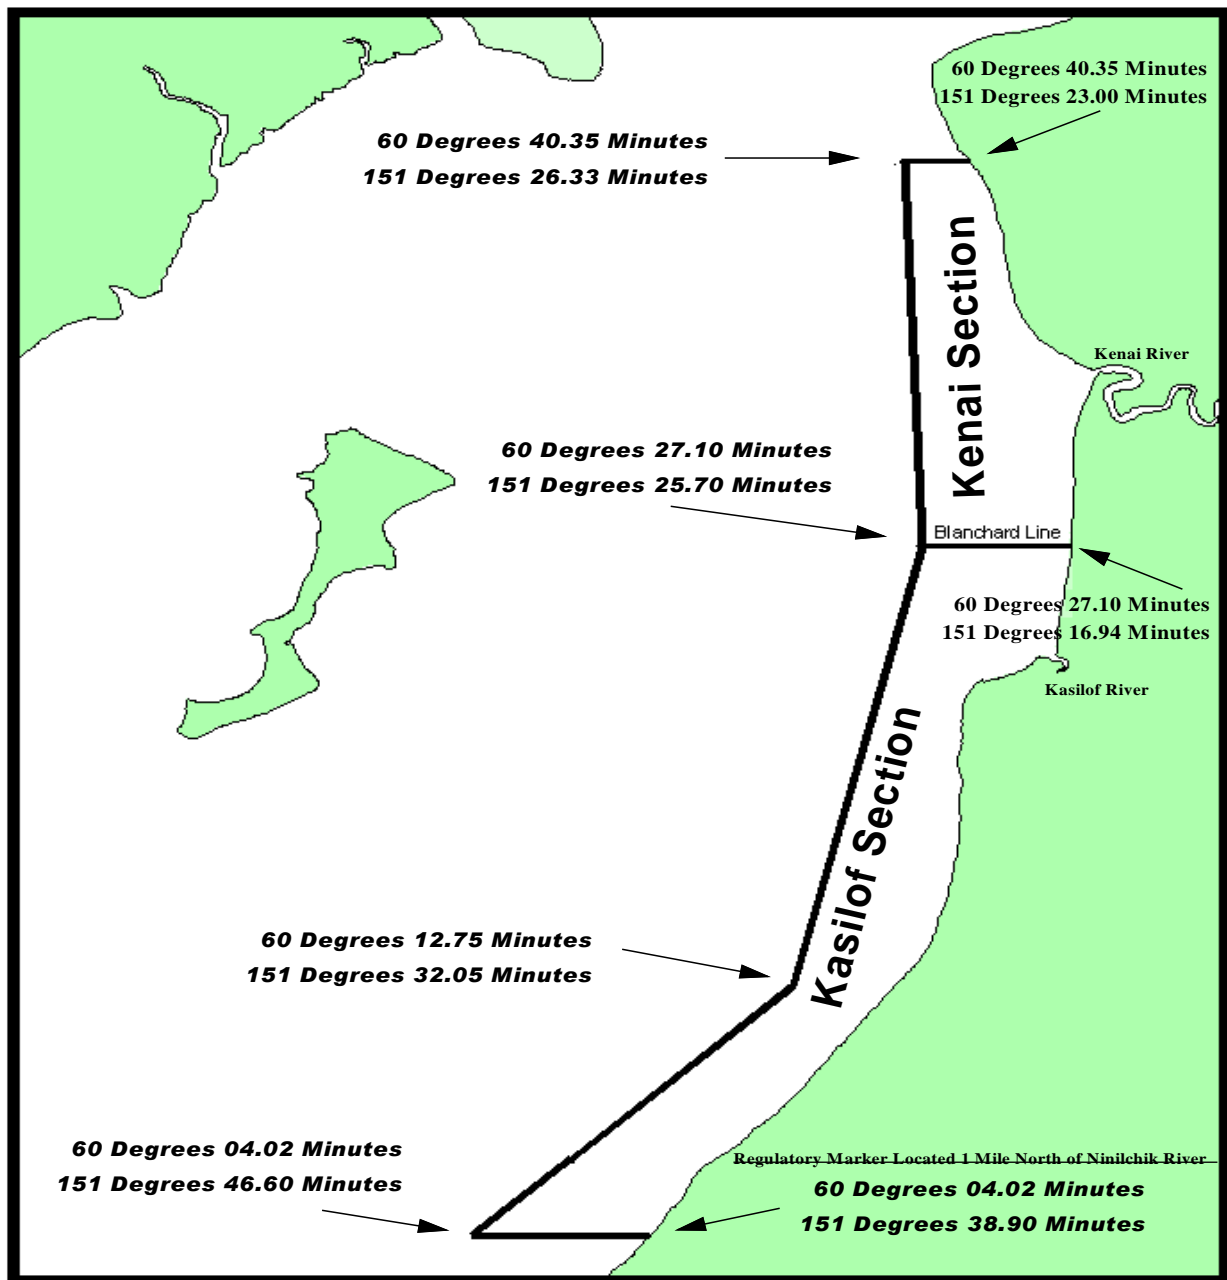 60 Degrees 40.35 Minutes
151 Degrees 23.00 Minutes
60 Degrees 40.35 Minutes
151 Degrees 26.33 Minutes
Kenai Section
Kenai River
60 Degrees 27.10 Minutes
151 Degrees 25.70 Minutes
Blanchard Line
60 Degrees 27.10 Minutes
151 Degrees 16.94 Minutes
Kasilof River
Kasilof Section
60 Degrees 12.75 Minutes
151 Degrees 32.05 Minutes
60 Degrees 04.02 Minutes
151 Degrees 46.60 Minutes
Regulatory Marker Located 1 Mile North of Ninilchik River
60 Degrees 04.02 Minutes
151 Degrees 38.90 Minutes